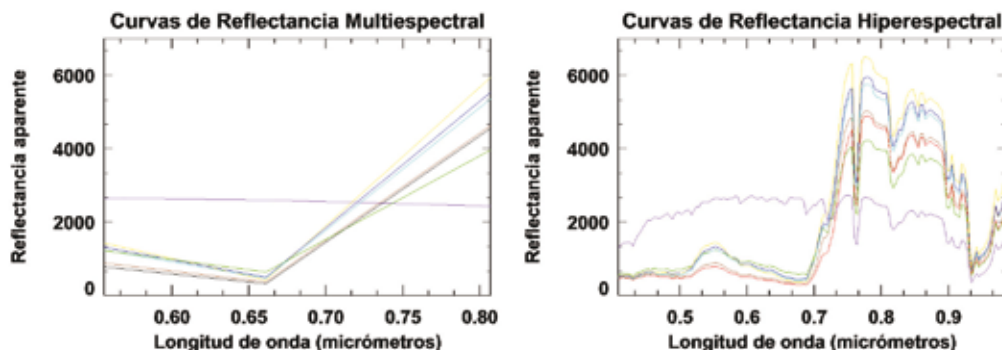 Curvas de Reflectancia Multiespectral
Reflectancia aparente
6000
4000
2000
0
0.60 0.65 0.70 0.75 0.80
Longitud de onda (micrómetros)
Curvas de Reflectancia Hiperespectral
Reflectancia aparente
6000
4000
2000
0
0.5 0.6 0.7 0.8 0.9
Longitud de onda (micrómetros)